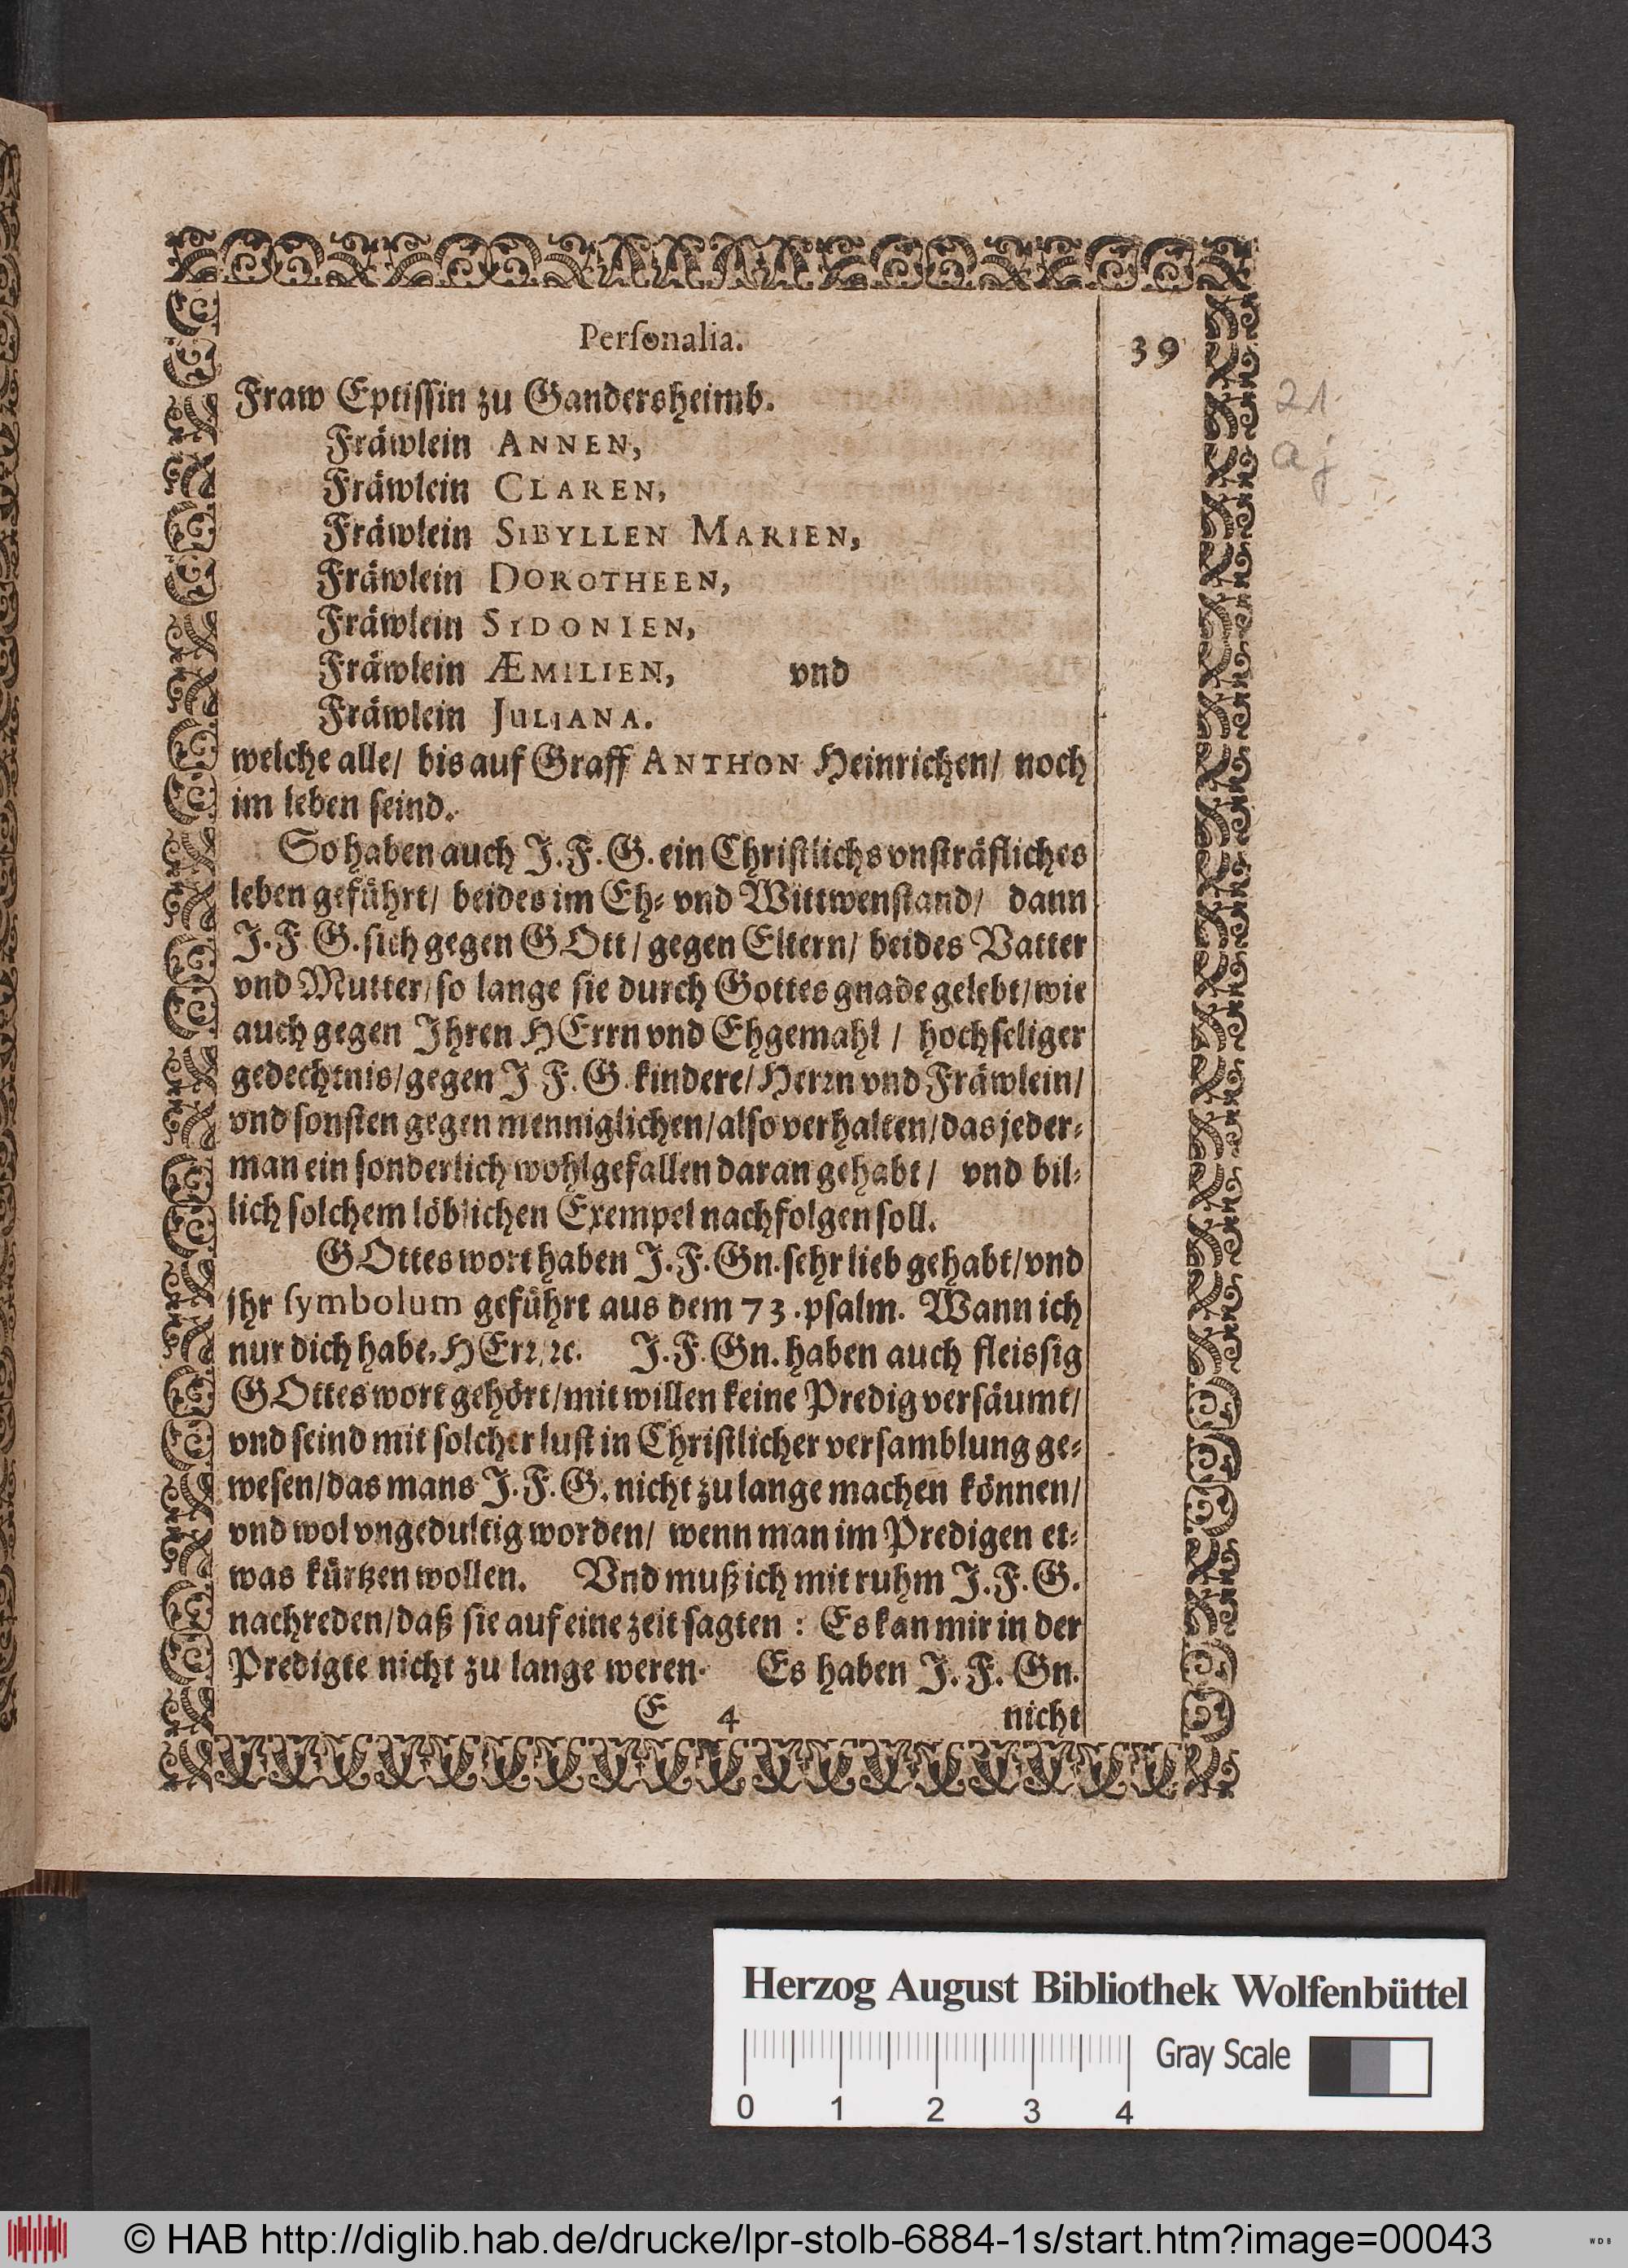 Perſonalia.
39
21
aj
Fraw Eptiſſin zu Gandersheimb.
Fräwlein ANNEN,
Fräwlein CLAREN,
Fräwlein SIBYLLEN MARIEN,
Fräwlein DOROTHEEN,
Fräwlein SIDONIEN,
Fräwlein ÆMILIEN, vnd
Fräwlein JULIANA.
welche alle/ bis auf Graff ANTHON Heinrichen/ noch
im leben ſeind.
So haben auch J. F. G. ein Chriſtlichs vnſträfliches
leben geführt/ beides im Eh- vnd Wittwenſtand/ dann
J. F. G. ſich gegen GOtt/ gegen Eltern/ beides Vatter
vnd Mutter/ ſo lange ſie durch Gottes gnade gelebt/ wie
auch gegen Ihren HErrn vnd Ehgemahl / hochſeliger
gedechtnis/ gegen J. F. G. kindere/ Herrn vnd Fräwlein/
vnd ſonſten gegen menniglichen/ alſo verhalten/ das jeder-
man ein ſonderlich wohlgefallen daran gehabt/ vnd bil-
lich ſolchem löblichen Exempel nachfolgen ſoll.
GOttes wort haben J. F. Gn. ſehr lieb gehabt/ vnd
jhr ſymbolum geführt aus dem 73. pſalm. Wann ich
nur dich habe, HErr/ ꝛc. J. F. Gn. haben auch fleiſsig
GOttes wort gehört/ mit willen keine Predig verſäumt/
vnd ſeind mit ſolcher luſt in Chriſtlicher verſamblung ge-
weſen/ das mans J. F. G. nicht zu lange machen können/
vnd wol vngedultig worden/ wenn man im Predigen et-
was kürtzen wollen. Vnd muß ich mit ruhm J. F. G.
nachreden/ daß ſie auf eine zeit ſagten : Es kan mir in der
Predigte nicht zu lange weren. Es haben J. F. Gn.
E 4 nicht
Herzog August Bibliothek Wolfenbüttel
Gray Scale
0 1 2 3 4
© HAB http://diglib.hab.de/drucke/lpr-stolb-6884-1s/start.htm?image=00043
WDB